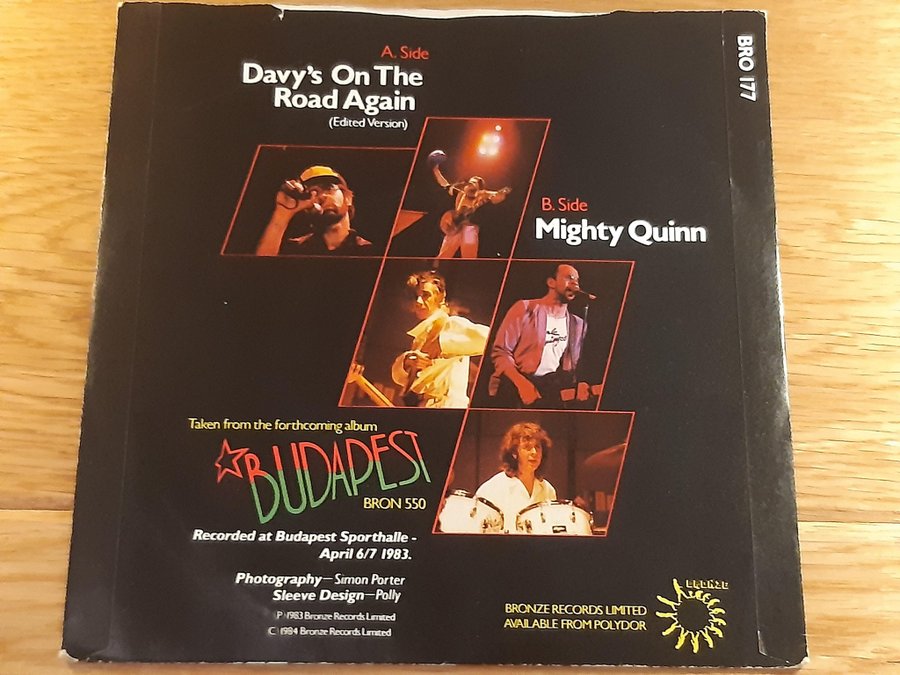 A. Side
Davy's On The
Road Again
(Edited Version)
BRO 177
B. Side
Mighty Quinn
Taken from the forthcoming album
BUDAPEST
BRON 550
Recorded at Budapest Sporthalle -
April 6/7 1983.
Photography—Simon Porter
Sleeve Design—Polly
P 1983 Bronze Records Limited
C 1984 Bronze Records Limited
BRONZE RECORDS LIMITED
AVAILABLE FROM POLYDOR
BRONZE